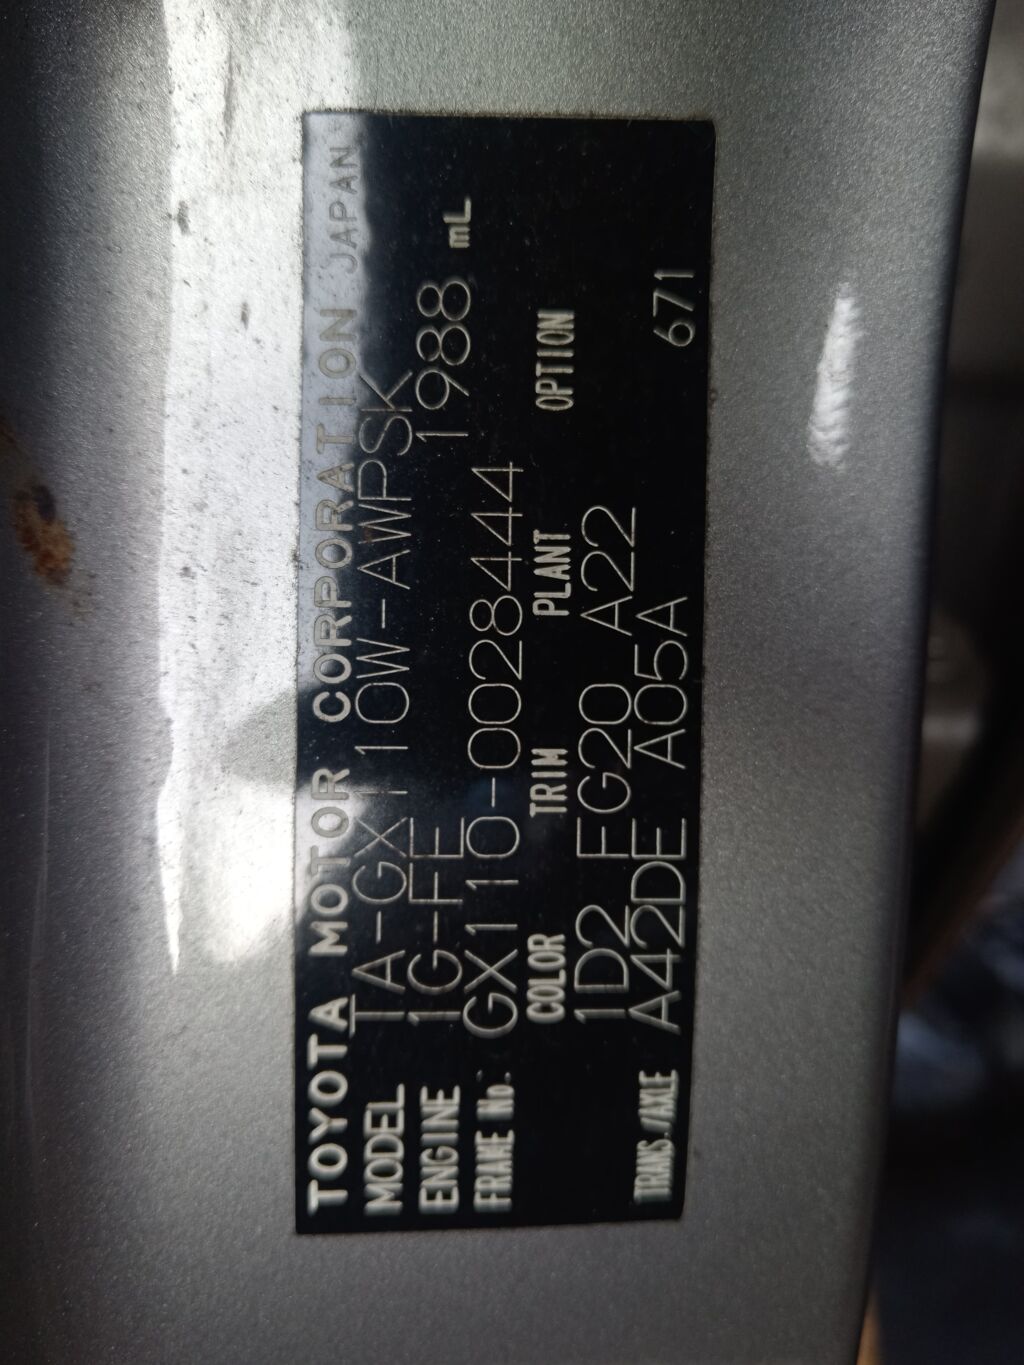 TOYOTA MOTOR CORPORATION JAPAN
MODEL TA-GX110W-AWPSK
ENGINE 1G-FE 1988 mL
FRAME No. GX110-0028444
COLOR TRIM PLANT OPTION
1D2 FG20 A22
TRANS./AXLE A42DE A05A 671